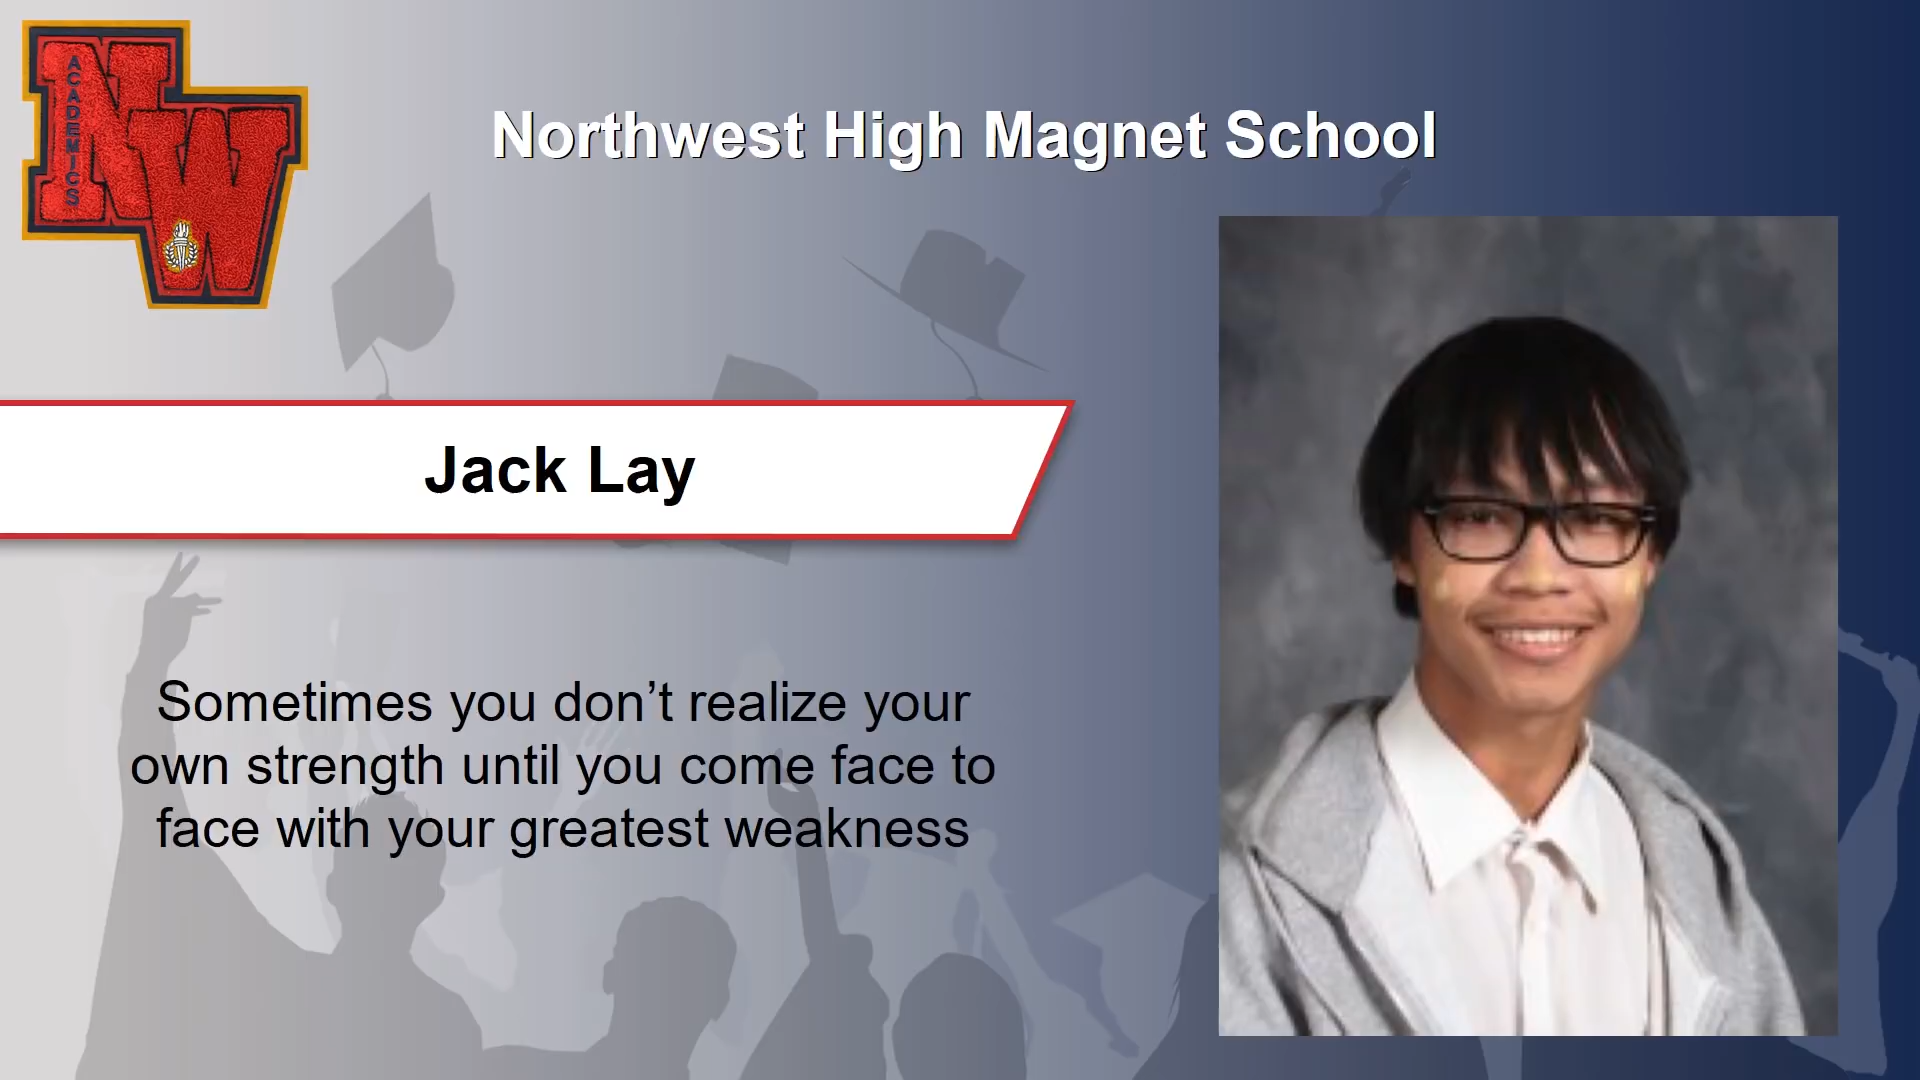 ACADEMICS
NW
Northwest High Magnet School
Jack Lay
Sometimes you don’t realize your
own strength until you come face to
face with your greatest weakness